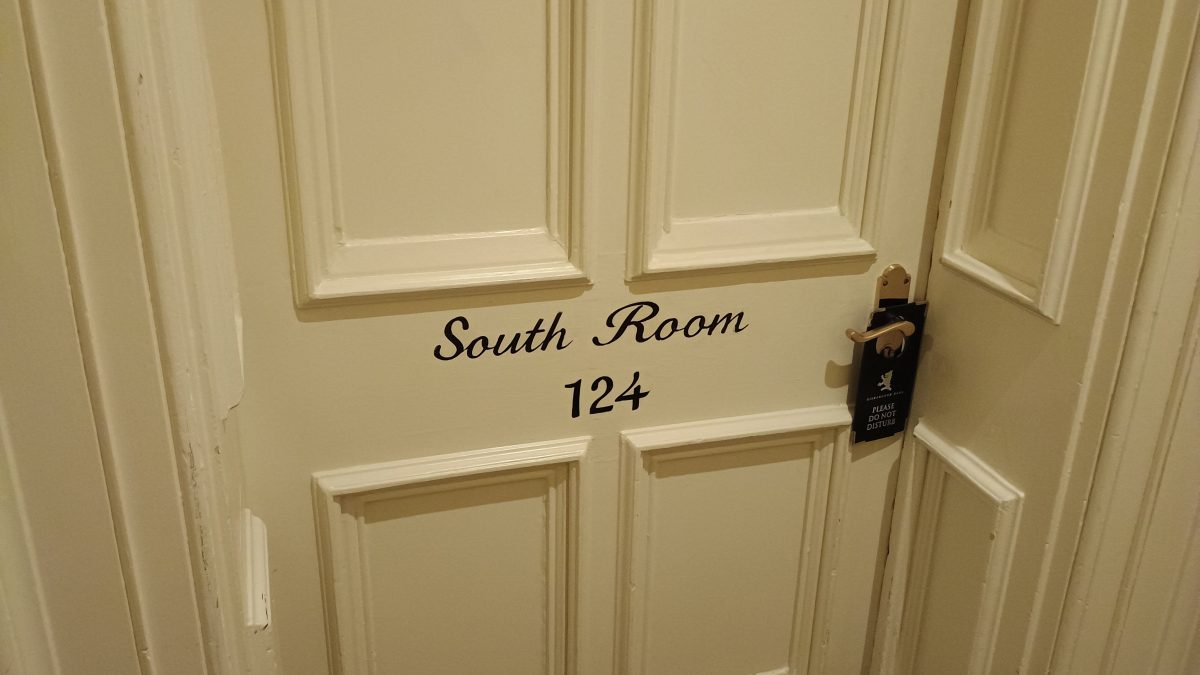 South Room
124
PLEASE
DO NOT
DISTURB